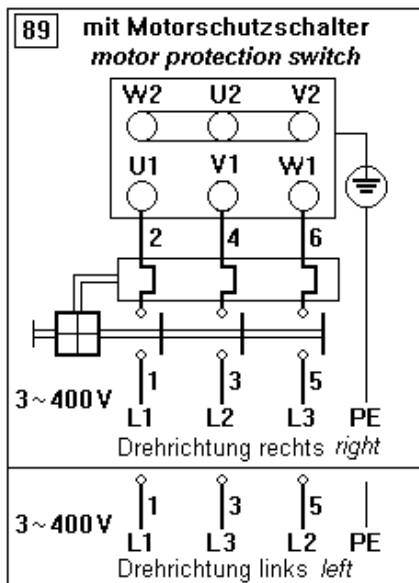 89 mit Motorschutzschalter
motor protection switch
W2 U2 V2
U1 V1 W1
2 4 6
1 3 5
3~400V L1 L2 L3 PE
Drehrichtung rechts right
1 3 5
3~400V L1 L3 L2 PE
Drehrichtung links left